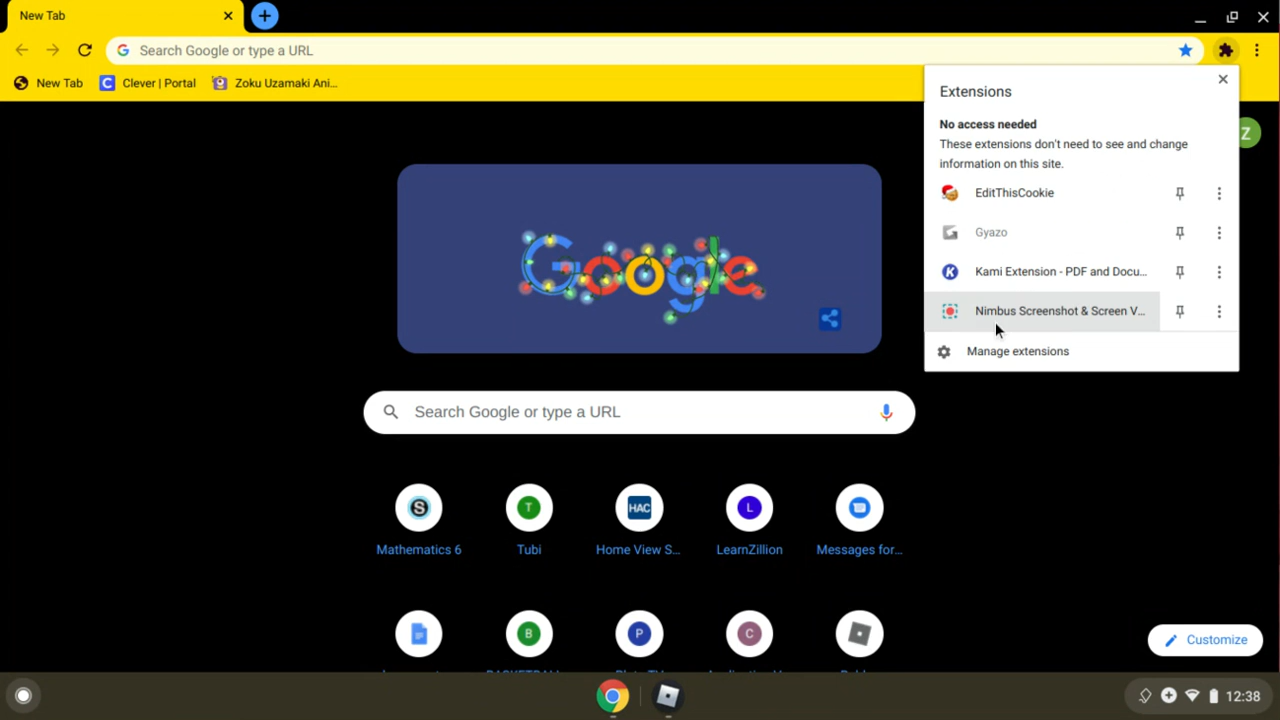 New Tab
Search Google or type a URL
New Tab
Clever | Portal
Zoku Uzamaki Ani...
Extensions
No access needed
These extensions don't need to see and change
information on this site.
Z
EditThisCookie
Gyazo
Kami Extension - PDF and Docu...
Nimbus Screenshot & Screen V...
Manage extensions
Google
Search Google or type a URL
S
T
HAC
L
Mathematics 6
Tubi
Home View S...
LearnZillion
Messages for...
B
P
C
Customize
12:38